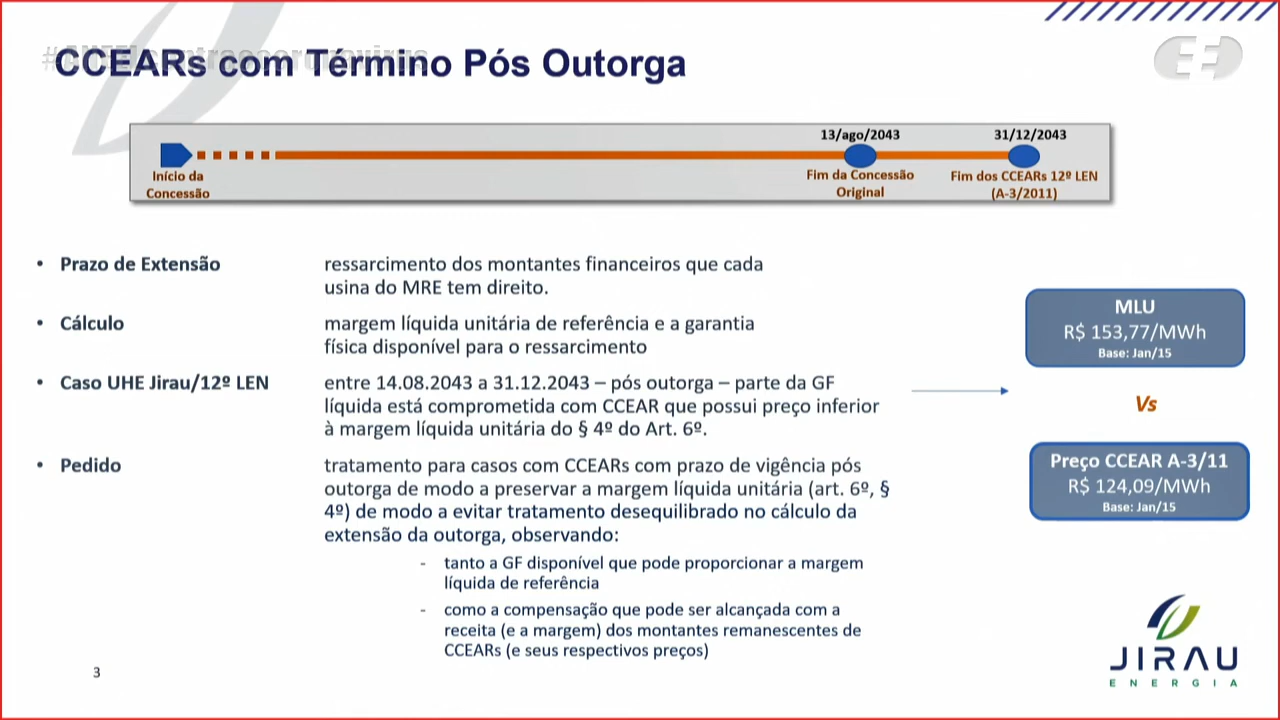 #ANEELcontraocoronavirus
CCEARs com Término Pós Outorga
13/ago/2043
31/12/2043
Início da
Concessão
Fim da Concessão
Original
Fim dos CCEARs 12º LEN
(A-3/2011)
• Prazo de Extensão
ressarcimento dos montantes financeiros que cada
usina do MRE tem direito.
• Cálculo
margem líquida unitária de referência e a garantia
física disponível para o ressarcimento
• Caso UHE Jirau/12º LEN
entre 14.08.2043 a 31.12.2043 – pós outorga – parte da GF
líquida está comprometida com CCEAR que possui preço inferior
à margem líquida unitária do § 4º do Art. 6º.
• Pedido
tratamento para casos com CCEARs com prazo de vigência pós
outorga de modo a preservar a margem líquida unitária (art. 6º, §
4º) de modo a evitar tratamento desequilibrado no cálculo da
extensão da outorga, observando:
- tanto a GF disponível que pode proporcionar a margem
líquida de referência
- como a compensação que pode ser alcançada com a
receita (e a margem) dos montantes remanescentes de
CCEARs (e seus respectivos preços)
MLU
R$ 153,77/MWh
Base: Jan/15
Vs
Preço CCEAR A-3/11
R$ 124,09/MWh
Base: Jan/15
JIRAU
ENERGIA
3